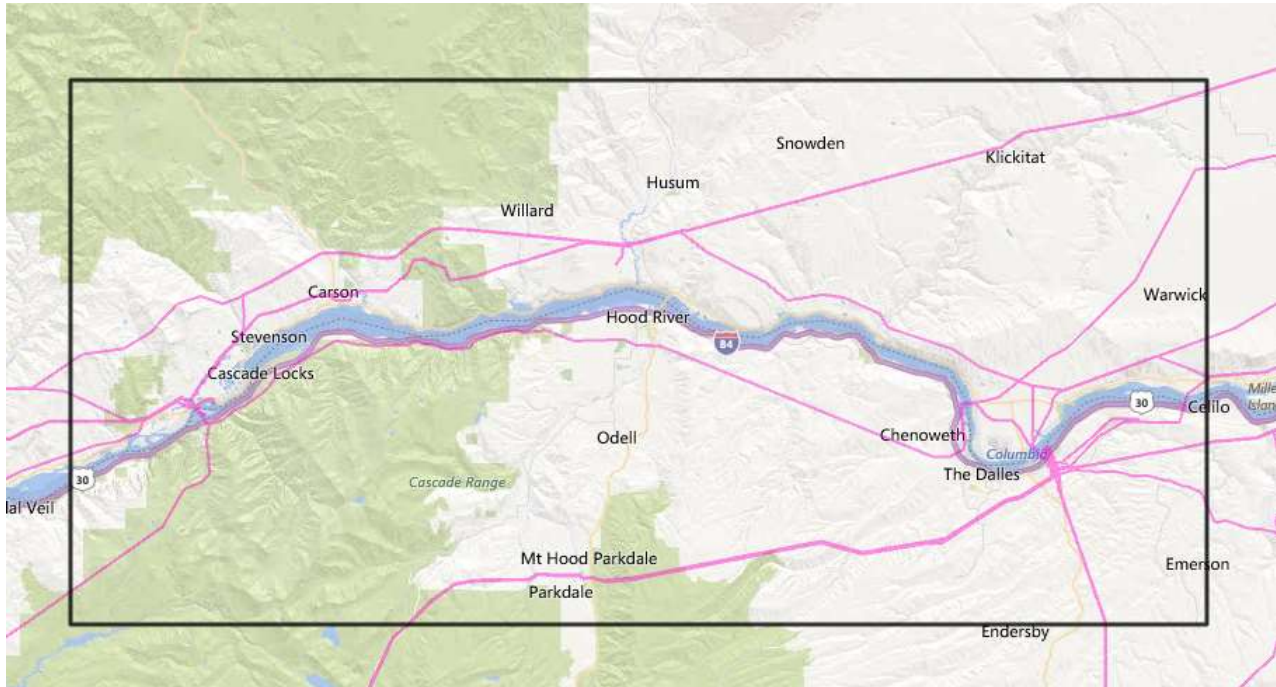 Snowden
Klickitat
Husum
Willard
Carson
Warwick
Hood River
Stevenson
84
Cascade Locks
30
Celilo
Odell
Chenoweth
Columbia
The Dalles
30
Cascade Range
Mt Hood Parkdale
Emerson
Parkdale
Endersby